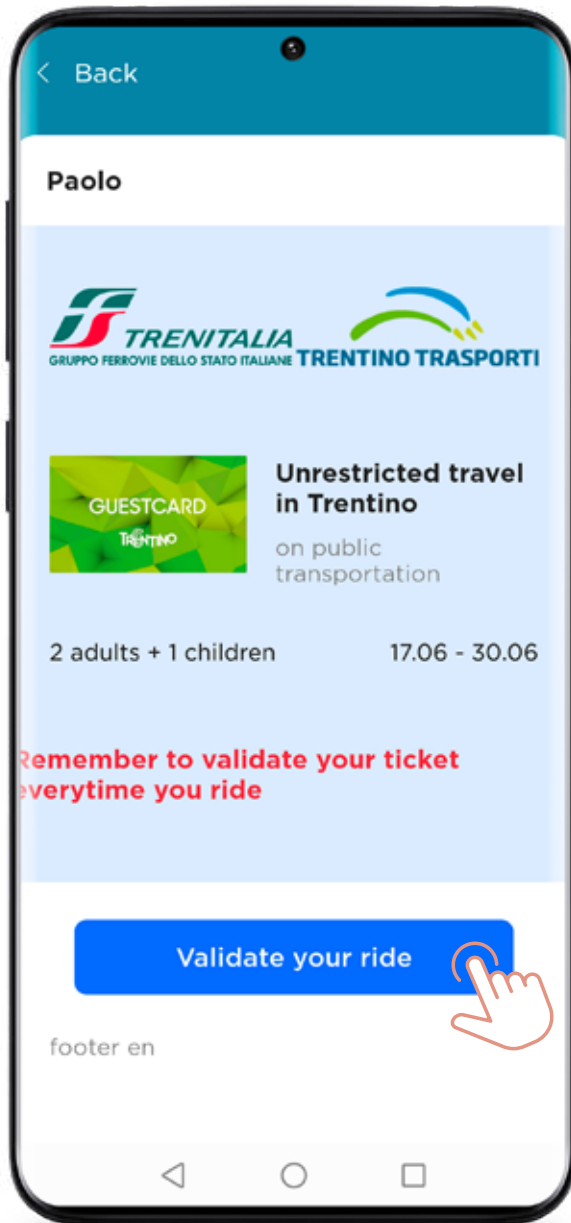 Back
Paolo
TRENITALIA
GRUPPO FERROVIE DELLO STATO ITALIANE
TRENTINO TRASPORTI
GUESTCARD
TRENTINO
Unrestricted travel
in Trentino
on public
transportation
2 adults + 1 children
17.06 - 30.06
Remember to validate your ticket
everytime you ride
Validate your ride
footer en